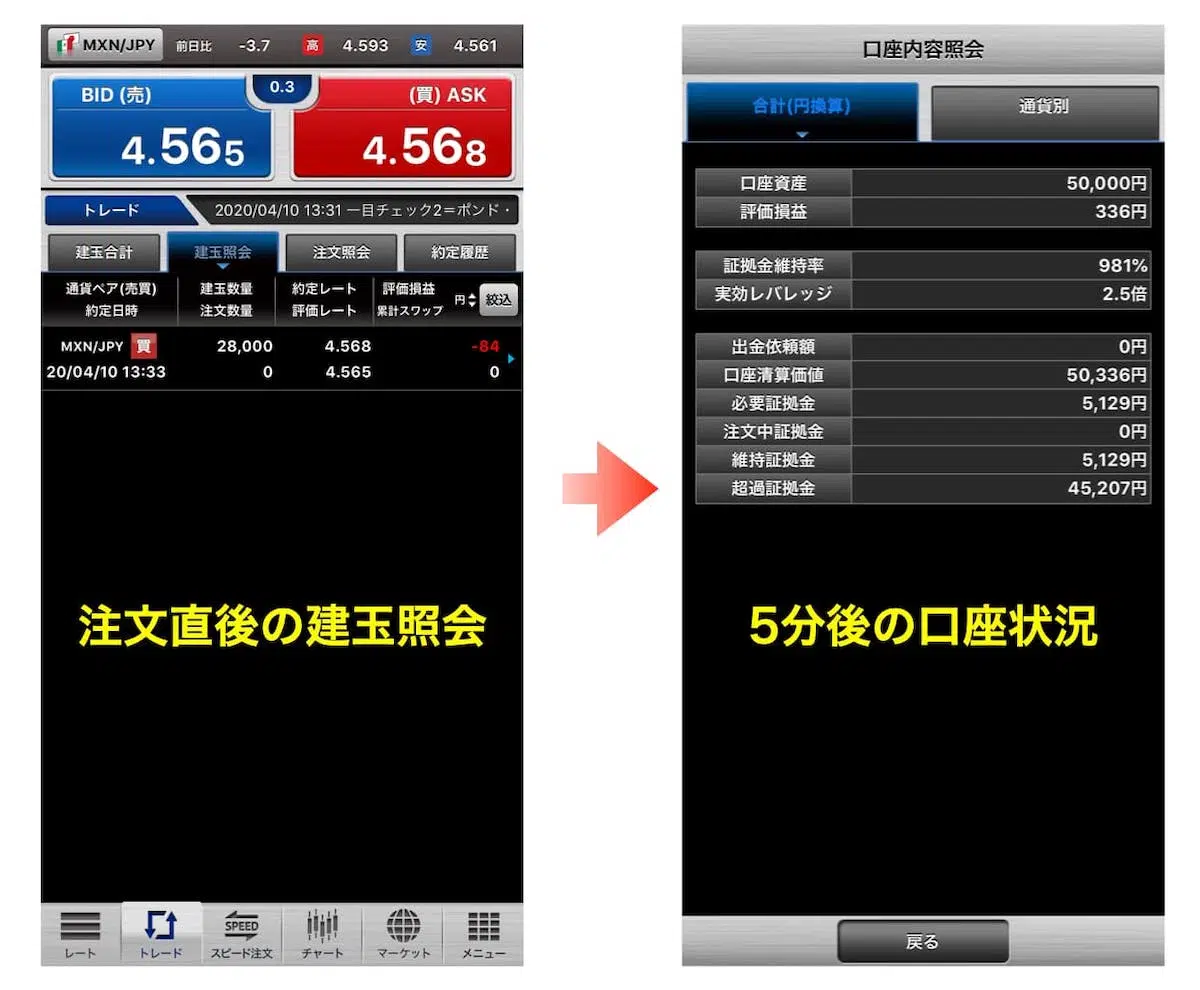 MXN/JPY 前日比 -3.7 高 4.593 安 4.561
BID (売) 0.3 (買) ASK
4.565 4.568
トレード 2020/04/10 13:31 一目チェック2＝ポンド・
建玉合計 建玉照会 注文照会 約定履歴
通貨ペア(売買) 建玉数量 約定レート 評価損益 円 絞込
約定日時 注文数量 評価レート 累計スワップ
MXN/JPY 買 28,000 4.568 -84
20/04/10 13:33 0 4.565 0
注文直後の建玉照会
レート トレード SPEED スピード注文 チャート マーケット メニュー
口座内容照会
合計(円換算) 通貨別
口座資産 50,000円
評価損益 336円
証拠金維持率 981%
実効レバレッジ 2.5倍
出金依頼額 0円
口座清算価値 50,336円
必要証拠金 5,129円
注文中証拠金 0円
維持証拠金 5,129円
超過証拠金 45,207円
5分後の口座状況
戻る